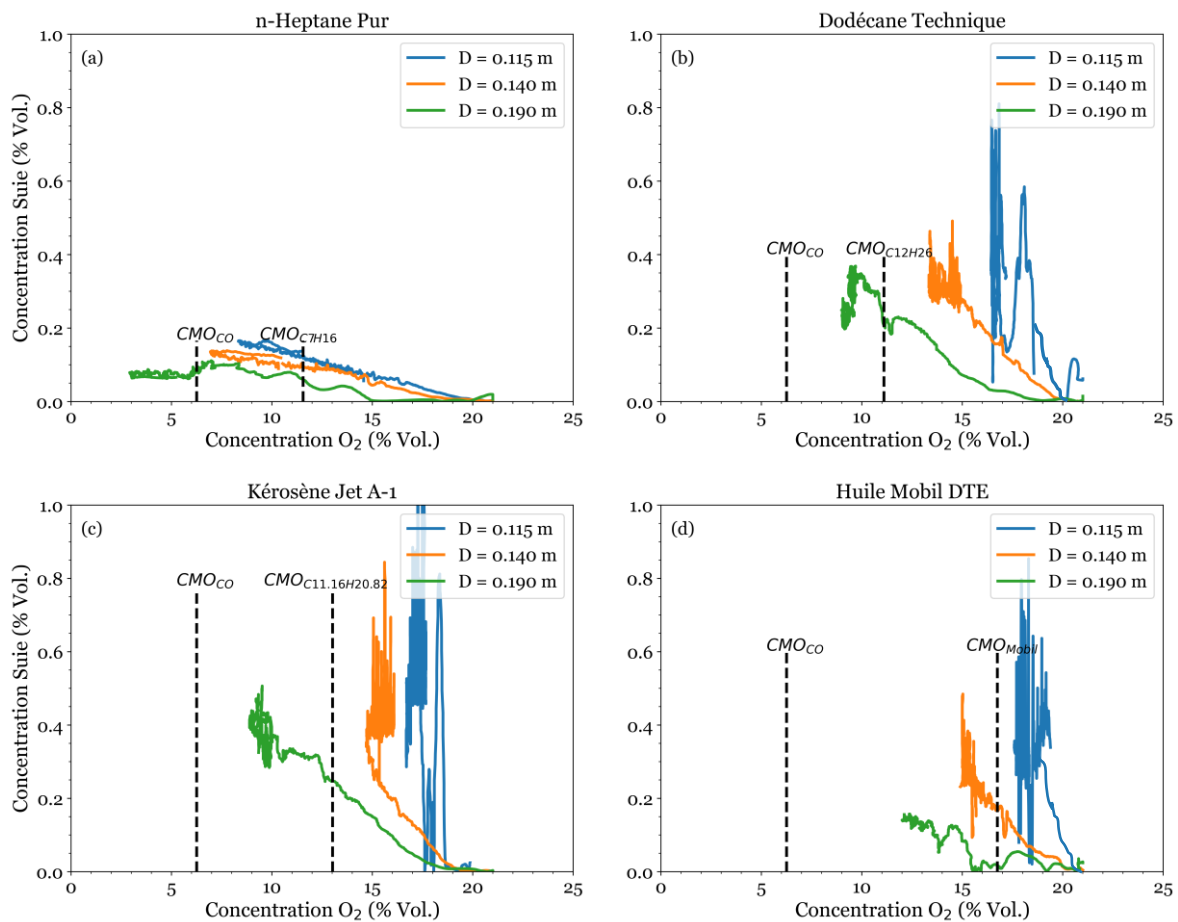 n-Heptane Pur
Dodécane Technique
(a)
D = 0.115 m
D = 0.140 m
D = 0.190 m
(b)
D = 0.115 m
D = 0.140 m
D = 0.190 m
Concentration Suie (% Vol.)
1.0
0.8
0.6
0.4
0.2
0.0
CMO_CO
CMO_C7H16
1.0
0.8
0.6
0.4
0.2
0.0
CMO_CO
CMO_C12H26
0 5 10 15 20 25
0 5 10 15 20 25
Concentration O₂ (% Vol.)
Concentration O₂ (% Vol.)
Kérosène Jet A-1
Huile Mobil DTE
(c)
D = 0.115 m
D = 0.140 m
D = 0.190 m
(d)
D = 0.115 m
D = 0.140 m
D = 0.190 m
Concentration Suie (% Vol.)
1.0
0.8
0.6
0.4
0.2
0.0
CMO_CO
CMO_C11.16H20.82
1.0
0.8
0.6
0.4
0.2
0.0
CMO_CO
CMO_Mobil
0 5 10 15 20 25
0 5 10 15 20 25
Concentration O₂ (% Vol.)
Concentration O₂ (% Vol.)